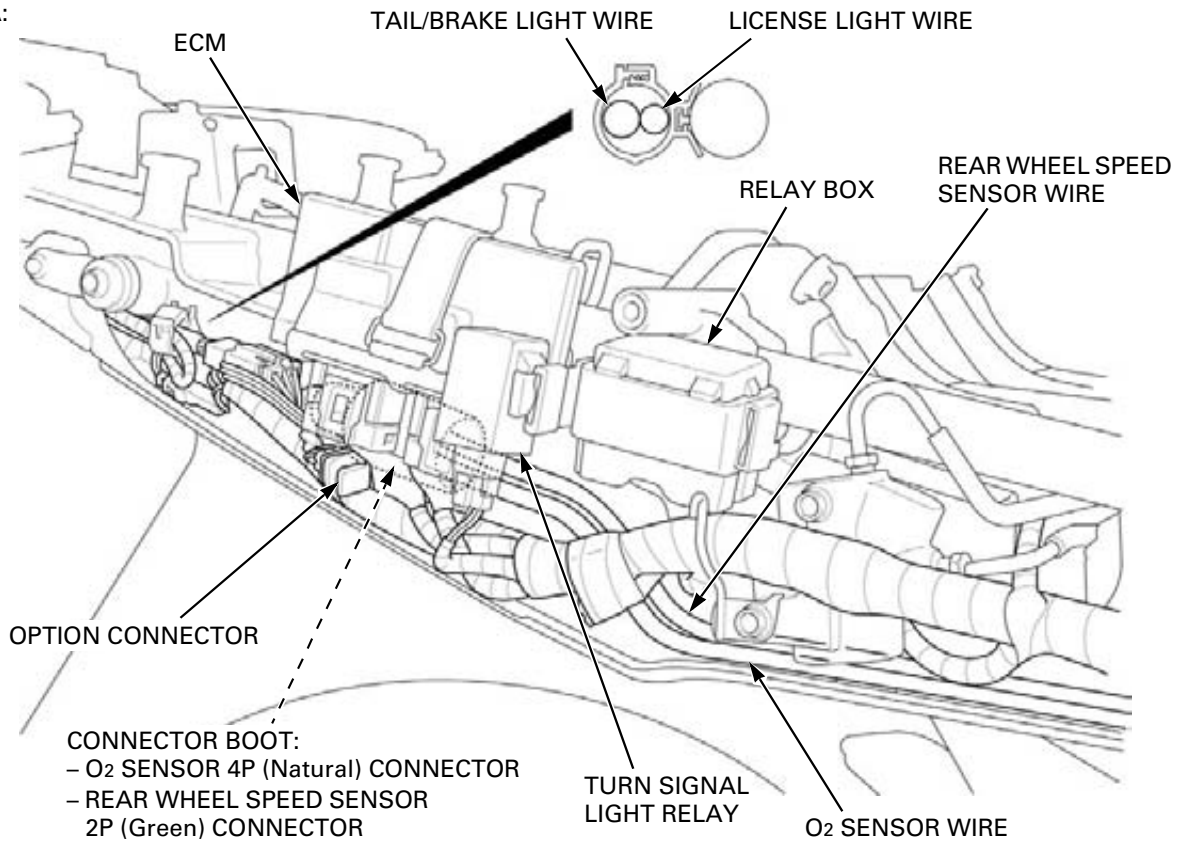 TAIL/BRAKE LIGHT WIRE
LICENSE LIGHT WIRE
ECM
REAR WHEEL SPEED
SENSOR WIRE
RELAY BOX
OPTION CONNECTOR
CONNECTOR BOOT:
– O2 SENSOR 4P (Natural) CONNECTOR
– REAR WHEEL SPEED SENSOR
2P (Green) CONNECTOR
TURN SIGNAL
LIGHT RELAY
O2 SENSOR WIRE